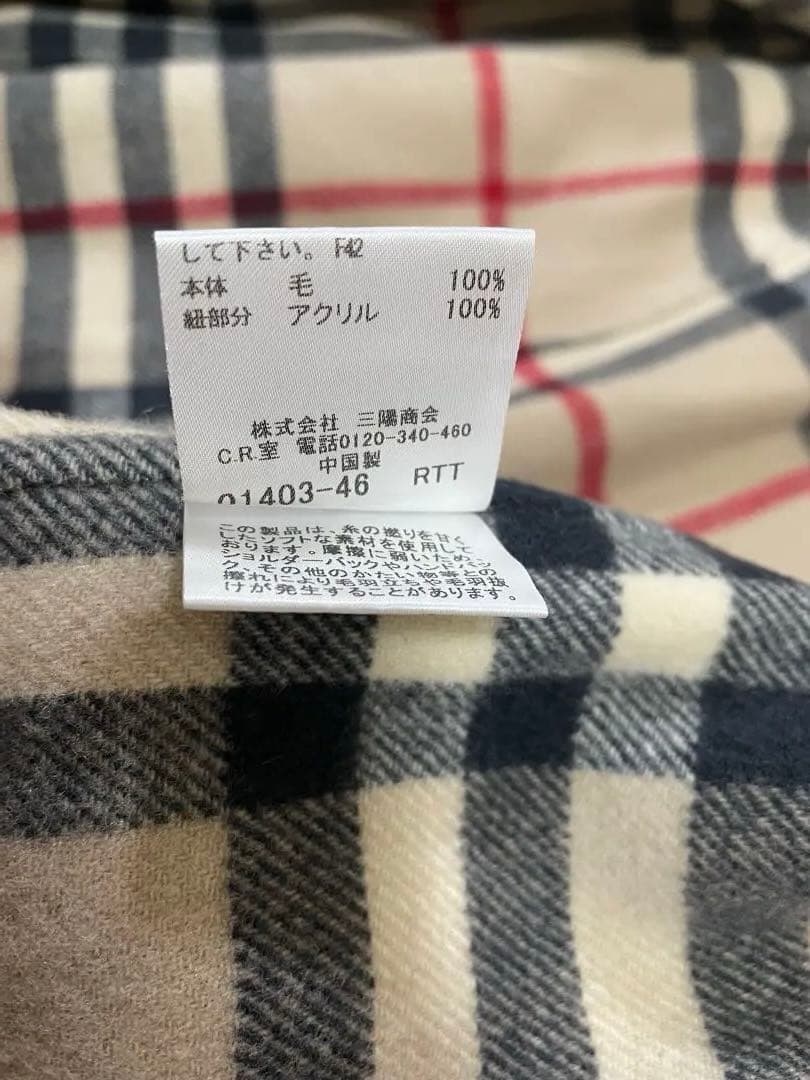 して下さい。 F42
本体 毛 100%
紐部分 アクリル 100%
株式会社 三陽商会
C.R.室 電話0120-340-460
中国製
01403-46 RTT
この製品は、糸の撚りを甘く
したソフトな素材を使用して
おります。摩擦に弱いため、
ショルダーバックやハンドバッ
ク、その他のかたい物等との
擦れにより毛羽立ちや毛羽抜
けが発生することがあります。